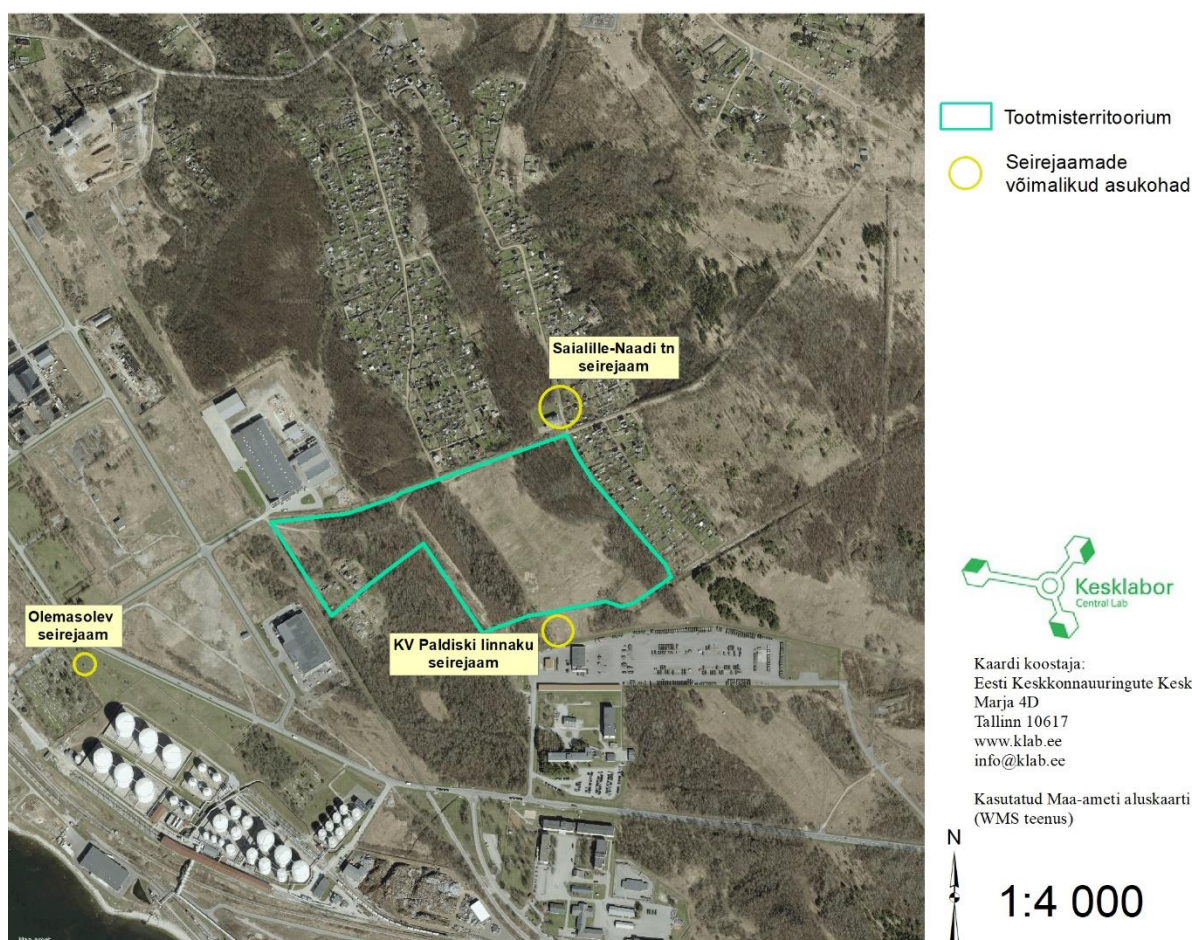 Tootmisterritoorium
Seirejaamade
võimalikud asukohad
Saialille-Naadi tn
seirejaam
Olemasolev
seirejaam
KV Paldiski linnaku
seirejaam
Kesklabor
Central Lab
Kaardi koostaja:
Eesti Keskkonnauuringute Kesk
Marja 4D
Tallinn 10617
www.klab.ee
info@klab.ee
Kasutatud Maa-ameti aluskaarti
(WMS teenus)
N
1:4 000
Maa-amet